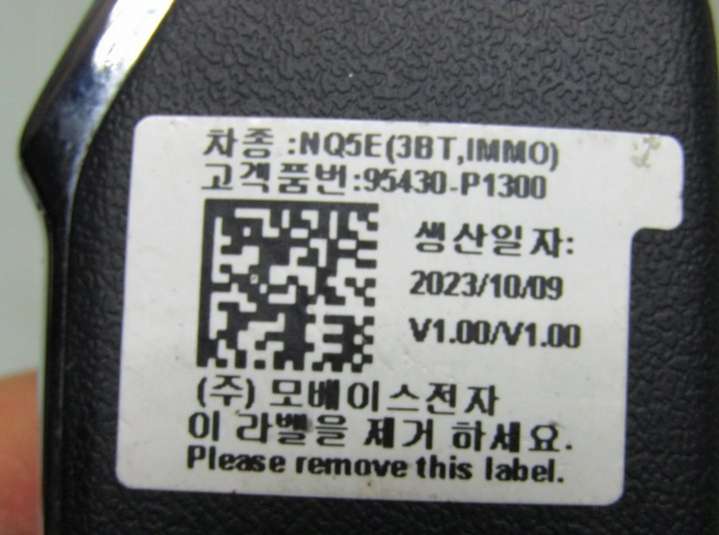 차종 :NQ5E(3BT,IMMO)
고객품번:95430-P1300
생산일자:
2023/10/09
V1.00/V1.00
(주) 모베이스전자
이 라벨을 제거 하세요.
Please remove this label.